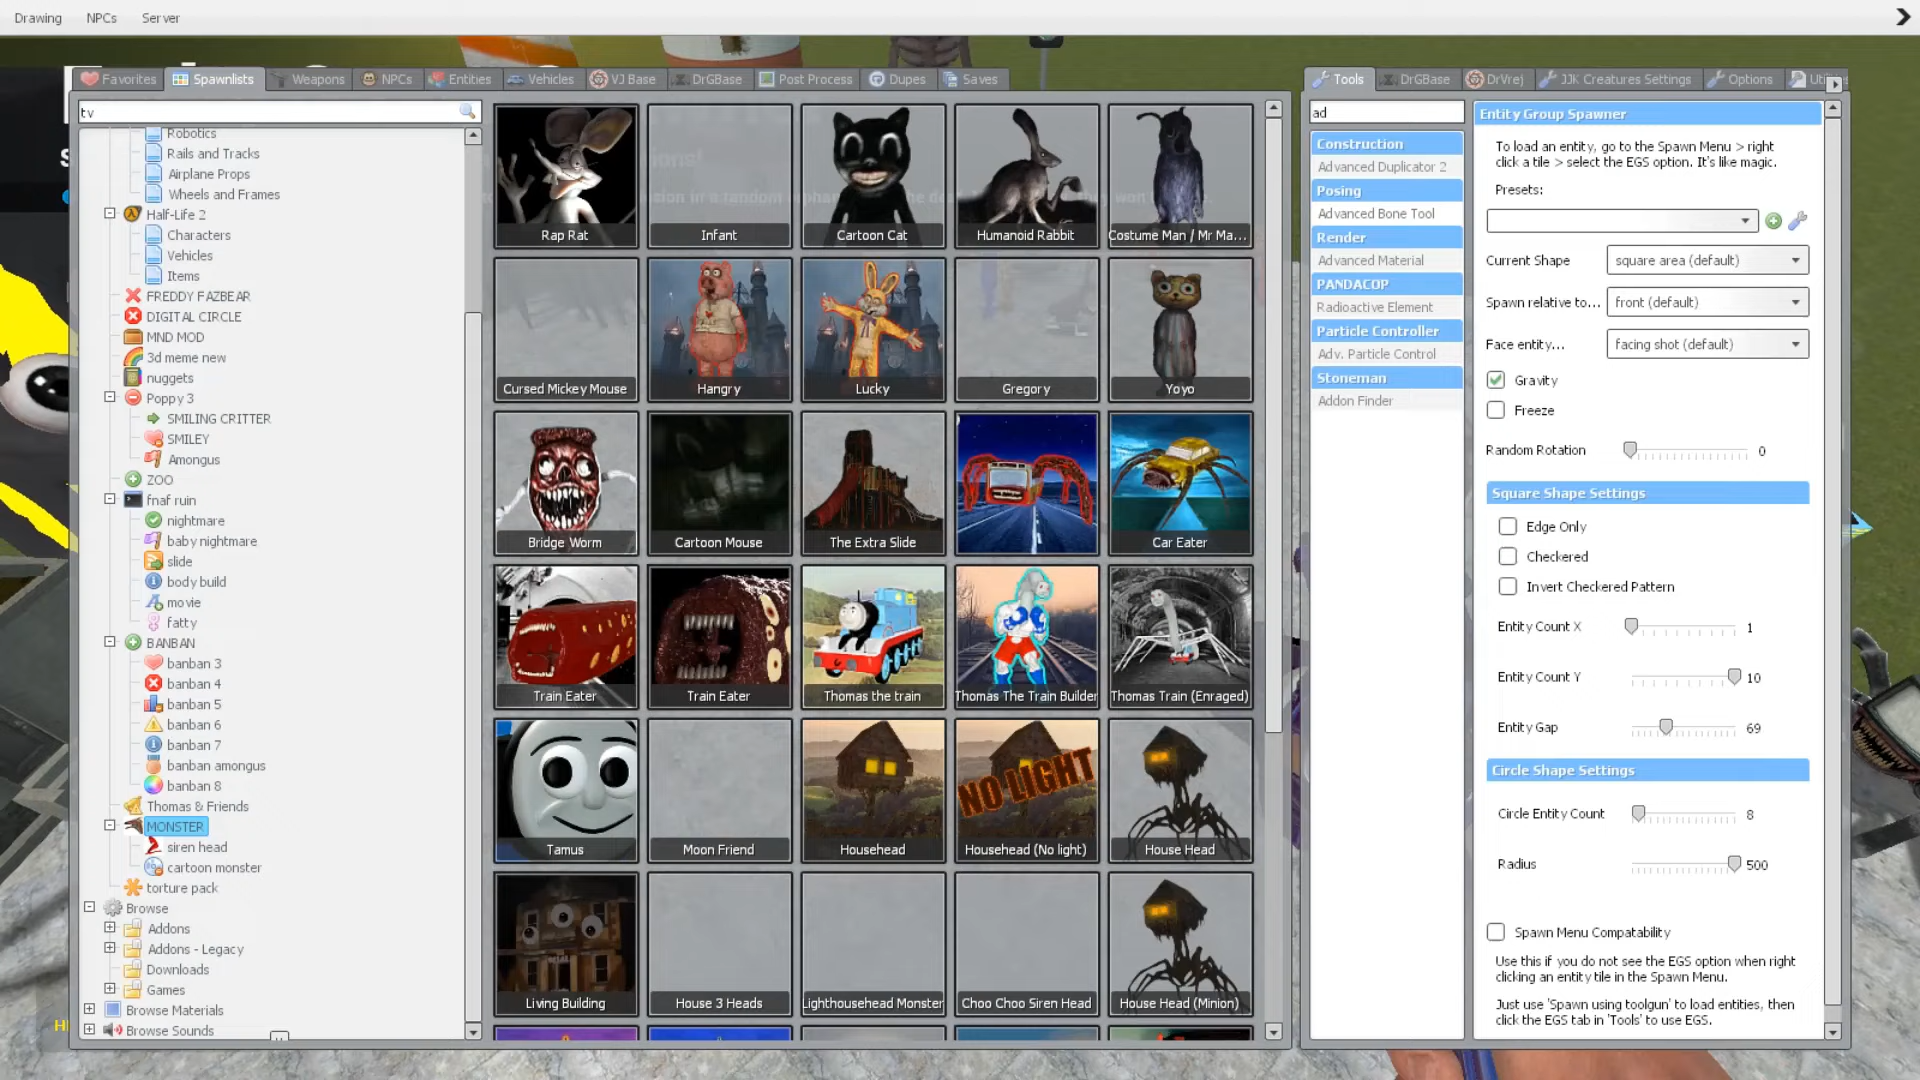 Drawing NPCs Server
Favorites Spawnlists Weapons NPCs Entities Vehicles VJ Base DrGBase Post Process Dupes Saves
tv
Robotics
Rails and Tracks
Airplane Props
Wheels and Frames
Half-Life 2
Characters
Vehicles
Items
FREDDY FAZBEAR
DIGITAL CIRCLE
MND MOD
3d meme new
nuggets
Poppy 3
SMILING CRITTER
SMILEY
Amongus
ZOO
fnaf ruin
nightmare
baby nightmare
slide
body build
movie
fatty
BANBAN
banban 3
banban 4
banban 5
banban 6
banban 7
banban amongus
banban 8
Thomas & Friends
MONSTER
siren head
cartoon monster
torture pack
Browse
Addons
Addons - Legacy
Downloads
Games
Browse Materials
Browse Sounds
Rap Rat Infant Cartoon Cat Humanoid Rabbit Costume Man / Mr Ma...
Cursed Mickey Mouse Hangry Lucky Gregory Yoyo
Bridge Worm Cartoon Mouse The Extra Slide Car Eater
Train Eater Train Eater Thomas the train Thomas The Train Builder Thomas Train (Enraged)
Tamus Moon Friend Househead Househead (No light) House Head
NO LIGHT
Living Building House 3 Heads Lighthousehead Monster Choo Choo Siren Head House Head (Minion)
Tools DrGBase DrVrej JJK Creatures Settings Options Util
ad
Construction
Advanced Duplicator 2
Posing
Advanced Bone Tool
Render
Advanced Material
PANDACOP
Radioactive Element
Particle Controller
Adv. Particle Control
Stoneman
Addon Finder
Entity Group Spawner
To load an entity, go to the Spawn Menu > right
click a tile > select the EGS option. It's like magic.
Presets:
Current Shape square area (default)
Spawn relative to... front (default)
Face entity... facing shot (default)
Gravity
Freeze
Random Rotation 0
Square Shape Settings
Edge Only
Checkered
Invert Checkered Pattern
Entity Count X 1
Entity Count Y 10
Entity Gap 69
Circle Shape Settings
Circle Entity Count 8
Radius 500
Spawn Menu Compatability
Use this if you do not see the EGS option when right
clicking an entity tile in the Spawn Menu.
Just use 'Spawn using toolgun' to load entities, then
click the EGS tab in 'Tools' to use EGS.